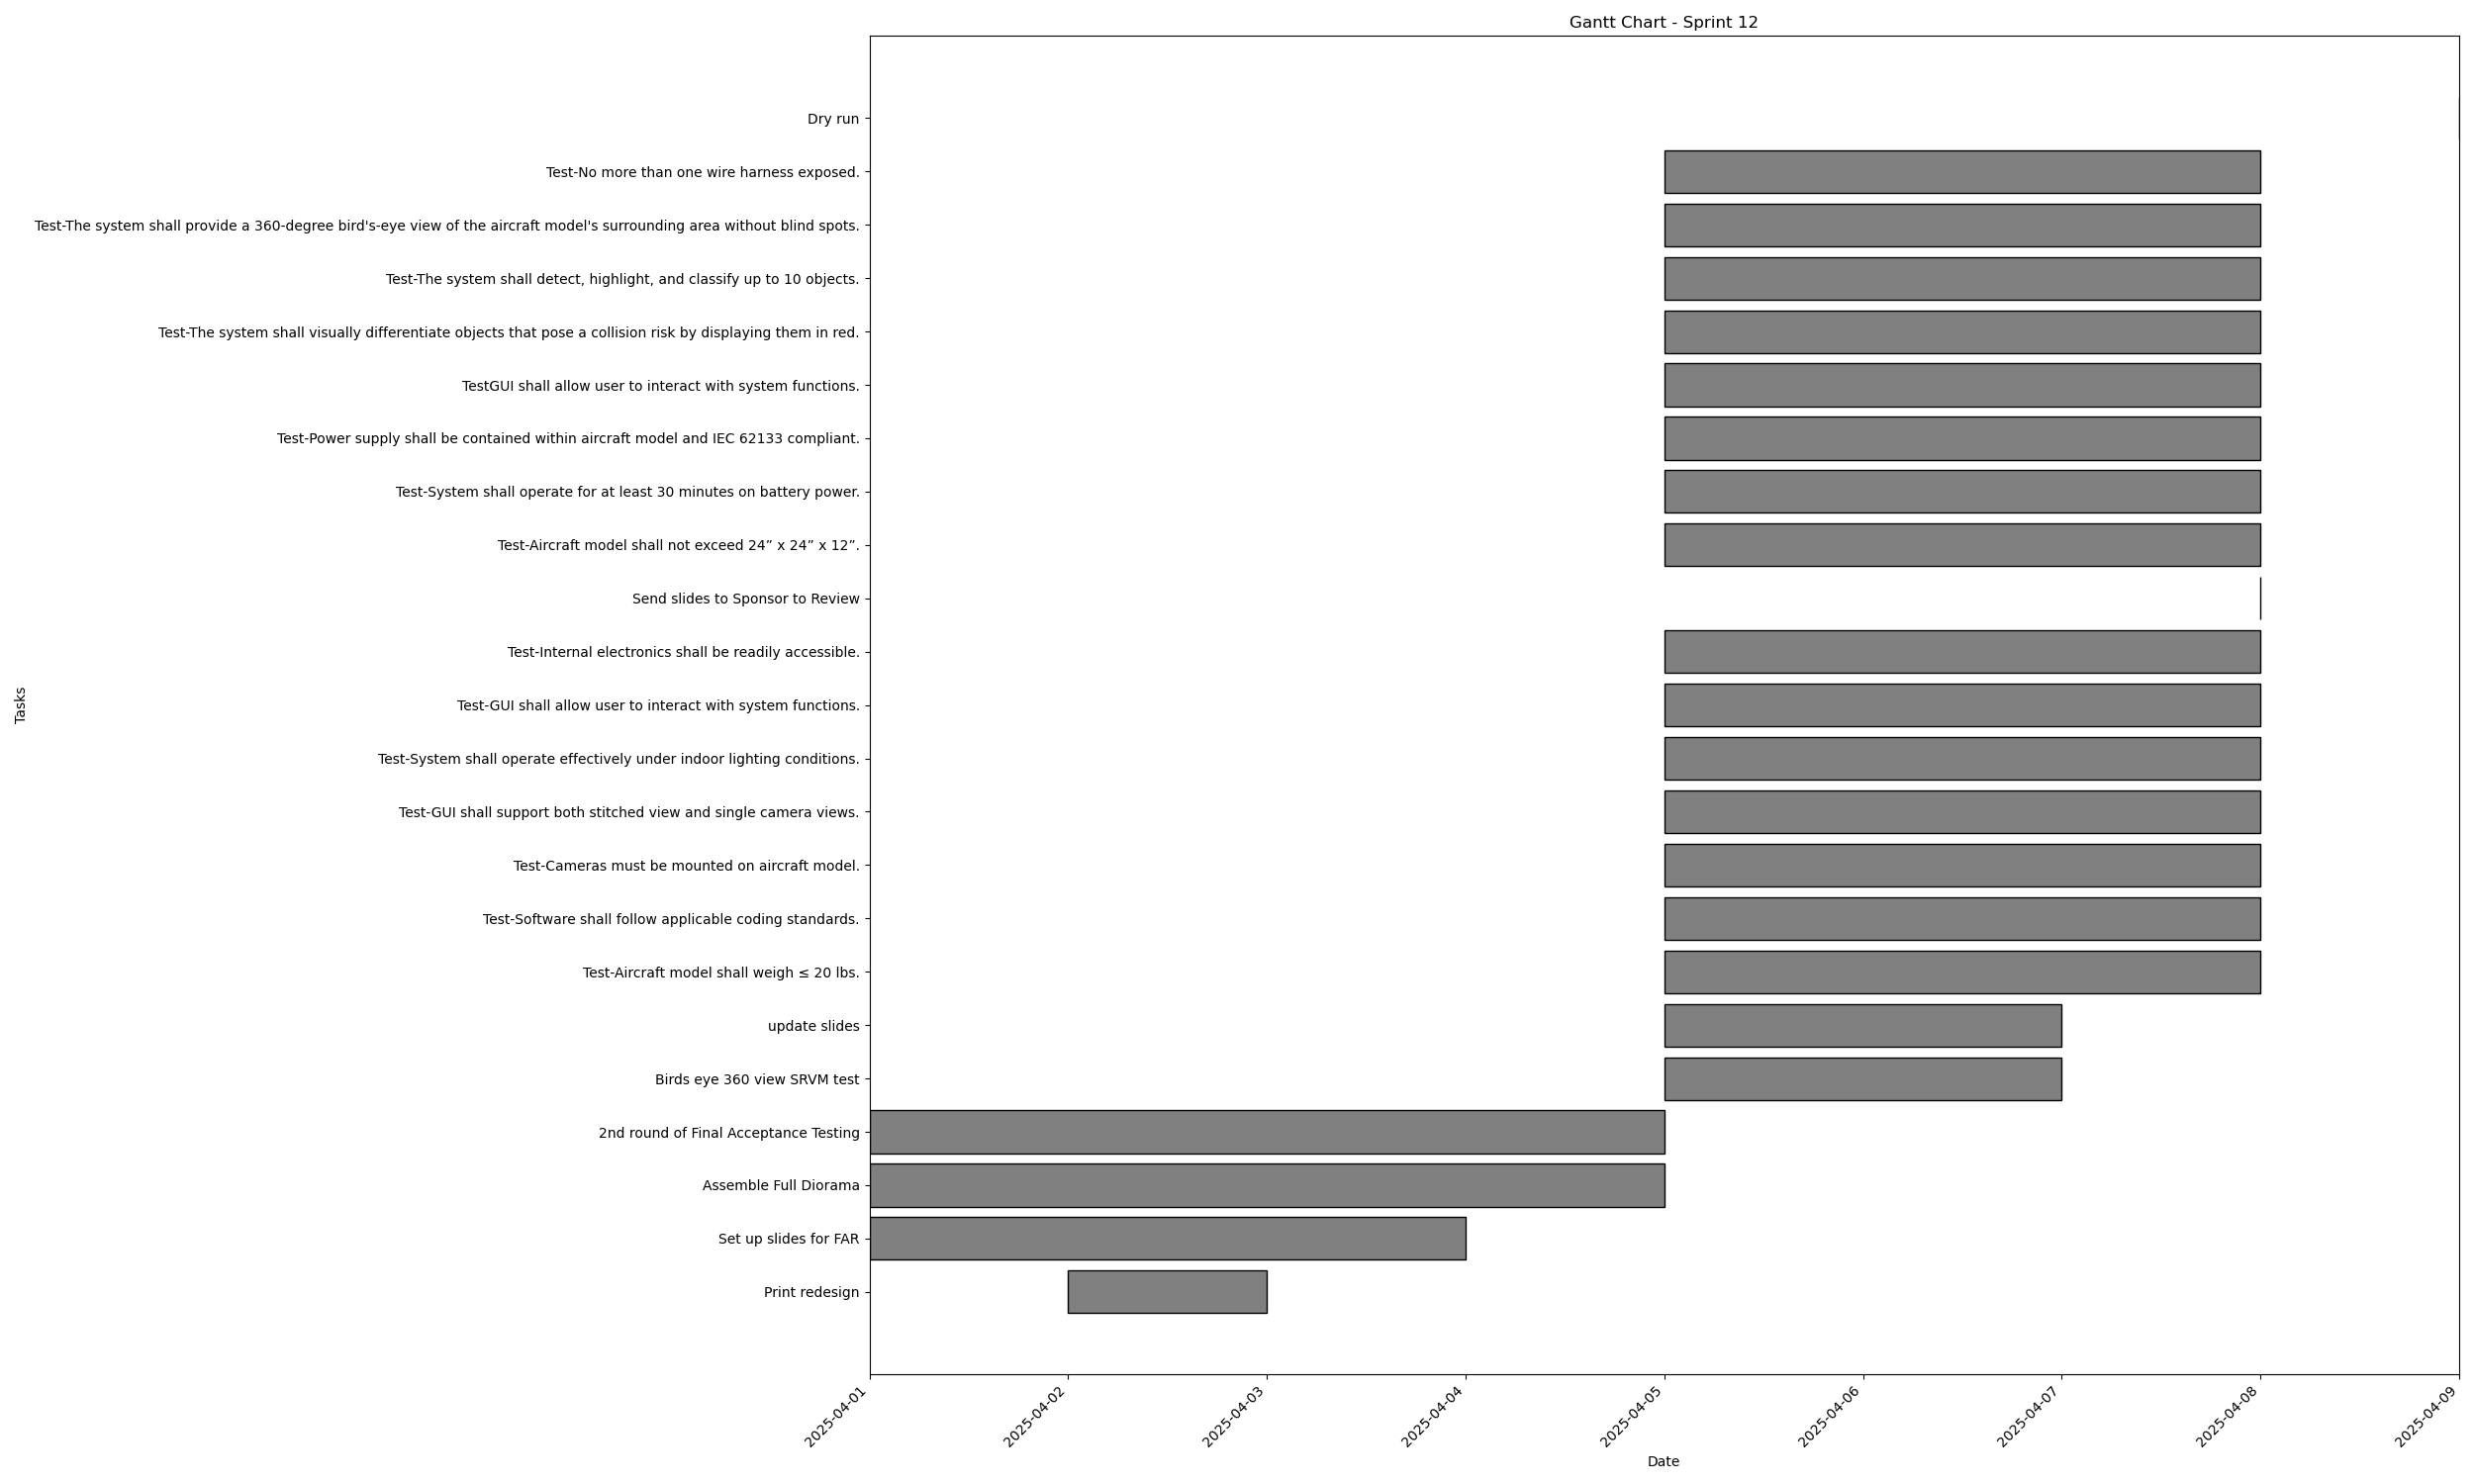 Gantt Chart - Sprint 12
Dry run
Test-No more than one wire harness exposed.
Test-The system shall provide a 360-degree bird's-eye view of the aircraft model's surrounding area without blind spots.
Test-The system shall detect, highlight, and classify up to 10 objects.
Test-The system shall visually differentiate objects that pose a collision risk by displaying them in red.
TestGUI shall allow user to interact with system functions.
Test-Power supply shall be contained within aircraft model and IEC 62133 compliant.
Test-System shall operate for at least 30 minutes on battery power.
Test-Aircraft model shall not exceed 24” x 24” x 12”.
Send slides to Sponsor to Review
Test-Internal electronics shall be readily accessible.
Test-GUI shall allow user to interact with system functions.
Test-System shall operate effectively under indoor lighting conditions.
Test-GUI shall support both stitched view and single camera views.
Test-Cameras must be mounted on aircraft model.
Test-Software shall follow applicable coding standards.
Test-Aircraft model shall weigh ≤ 20 lbs.
update slides
Birds eye 360 view SRVM test
2nd round of Final Acceptance Testing
Assemble Full Diorama
Set up slides for FAR
Print redesign
Tasks
2025-04-01
2025-04-02
2025-04-03
2025-04-04
2025-04-05
2025-04-06
2025-04-07
2025-04-08
2025-04-09
Date